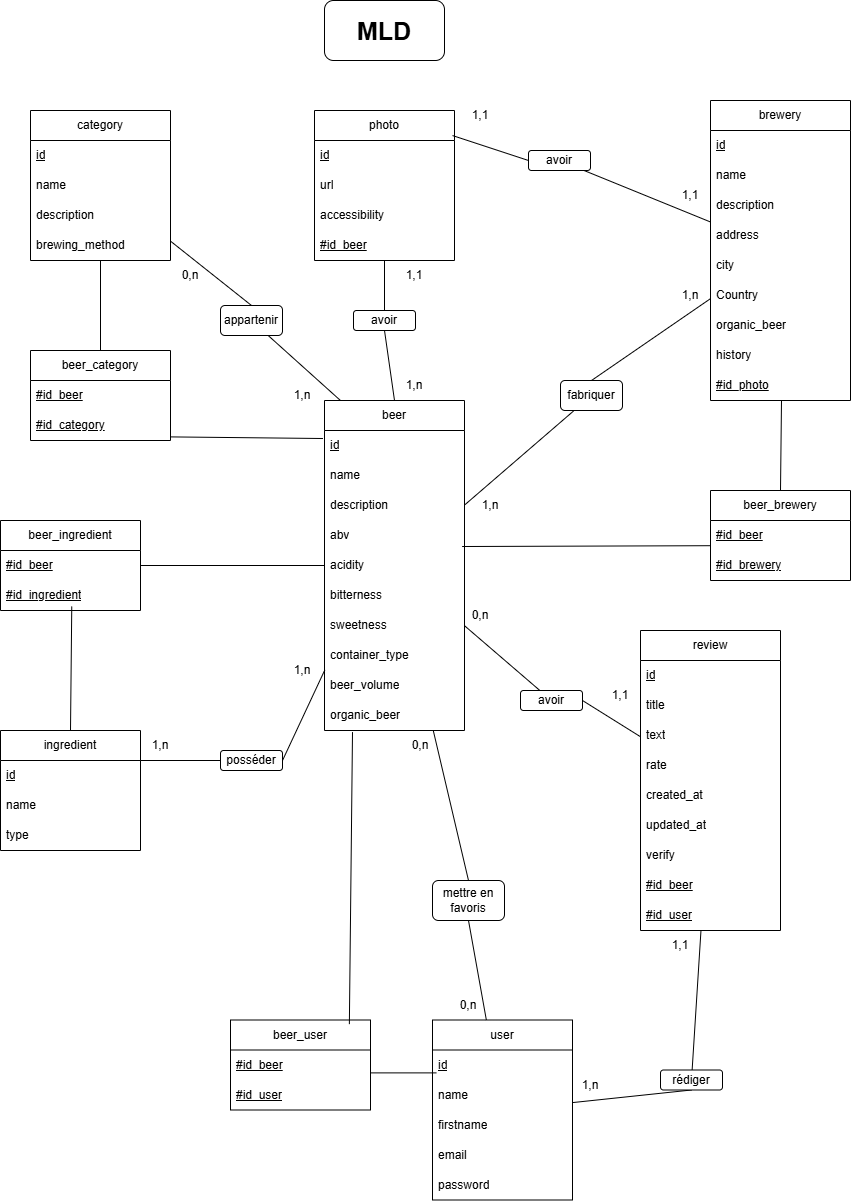 MLD
category
id
name
description
brewing_method
photo
id
url
accessibility
#id_beer
brewery
id
name
description
address
city
Country
organic_beer
history
#id_photo
1,1
avoir
1,1
0,n
appartenir
1,n
1,1
avoir
1,n
1,n
fabriquer
1,n
beer_category
#id_beer
#id_category
beer
id
name
description
abv
acidity
bitterness
sweetness
container_type
beer_volume
organic_beer
beer_brewery
#id_beer
#id_brewery
beer_ingredient
#id_beer
#id_ingredient
0,n
avoir
1,1
review
id
title
text
rate
created_at
updated_at
verify
#id_beer
#id_user
ingredient
id
name
type
1,n
posséder
1,n
0,n
mettre en
favoris
0,n
1,1
rédiger
1,n
beer_user
#id_beer
#id_user
user
id
name
firstname
email
password